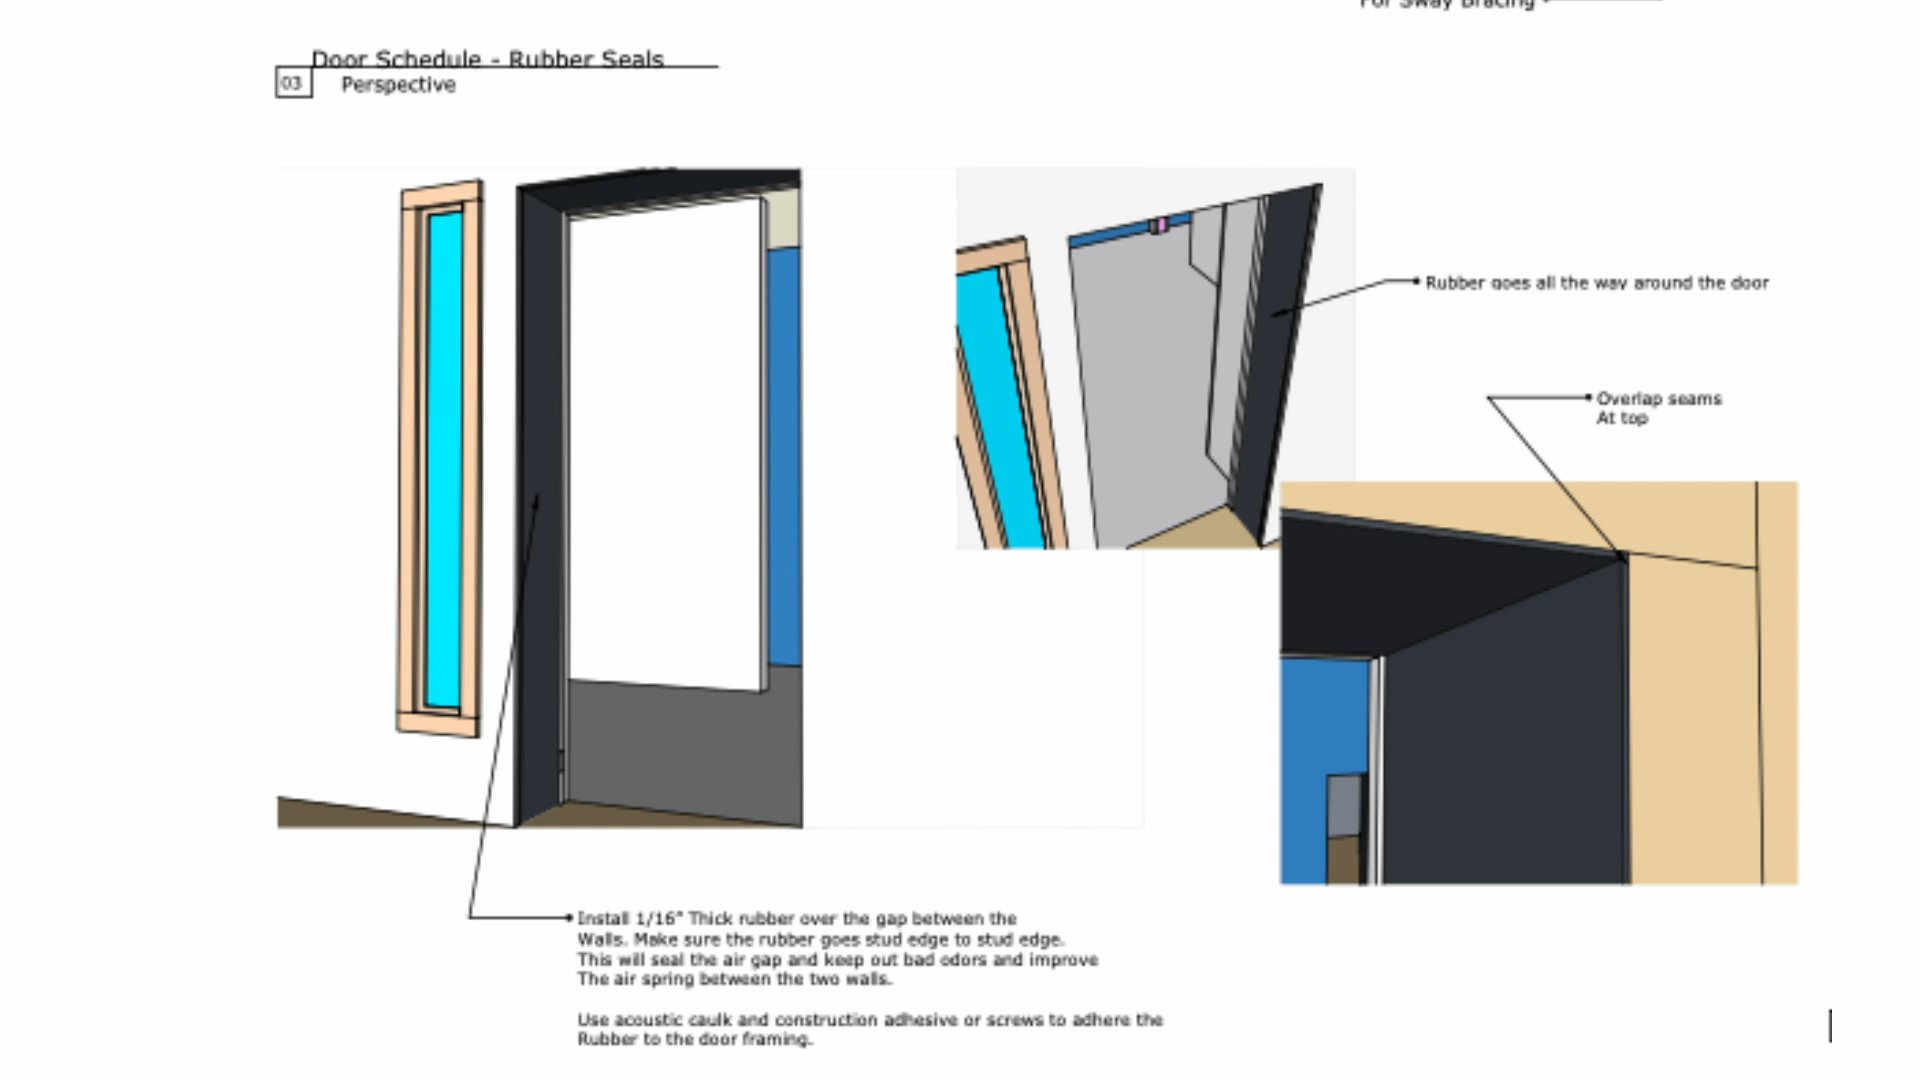 For Sway Bracing
Door Schedule - Rubber Seals
03
Perspective
Rubber goes all the way around the door
Overlap seams
At top
Install 1/16" Thick rubber over the gap between the
Walls. Make sure the rubber goes stud edge to stud edge.
This will seal the air gap and keep out bad odors and improve
The air spring between the two walls.
Use acoustic caulk and construction adhesive or screws to adhere the
Rubber to the door framing.